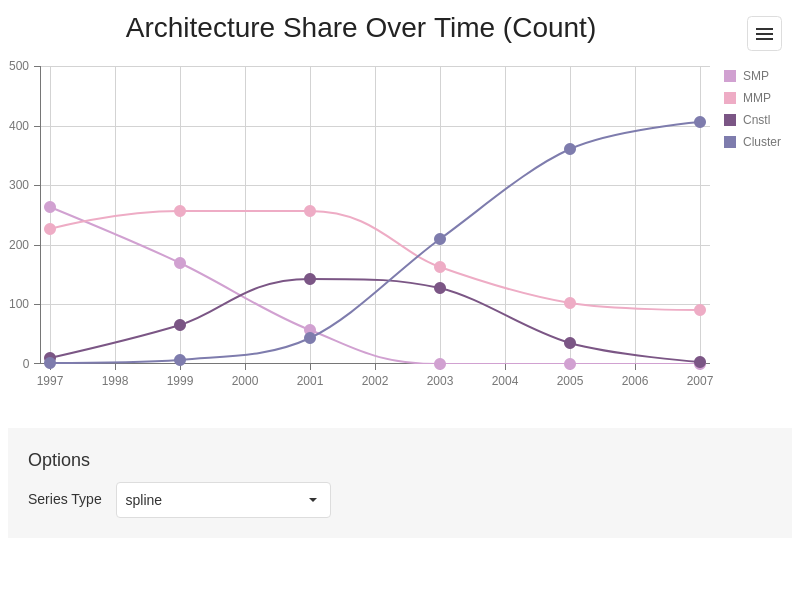 Architecture Share Over Time (Count)
500
400
300
200
100
0
1997 1998 1999 2000 2001 2002 2003 2004 2005 2006 2007
SMP
MMP
Cnstl
Cluster
Options
Series Type spline